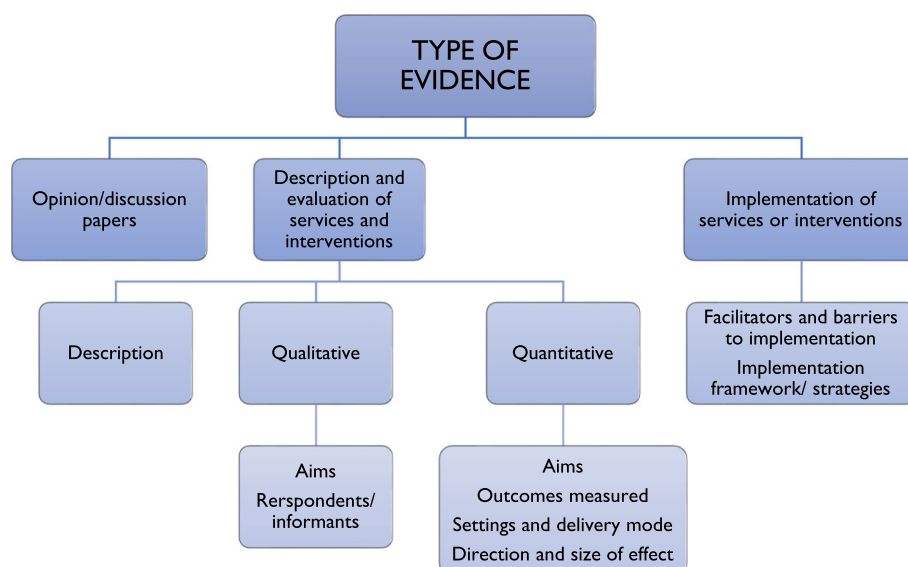 TYPE OF
EVIDENCE
Opinion/discussion
papers
Description and
evaluation of
services and
interventions
Implementation of
services or interventions
Description
Qualitative
Quantitative
Facilitators and barriers
to implementation
Implementation
framework/ strategies
Aims
Rerspondents/
informants
Aims
Outcomes measured
Settings and delivery mode
Direction and size of effect